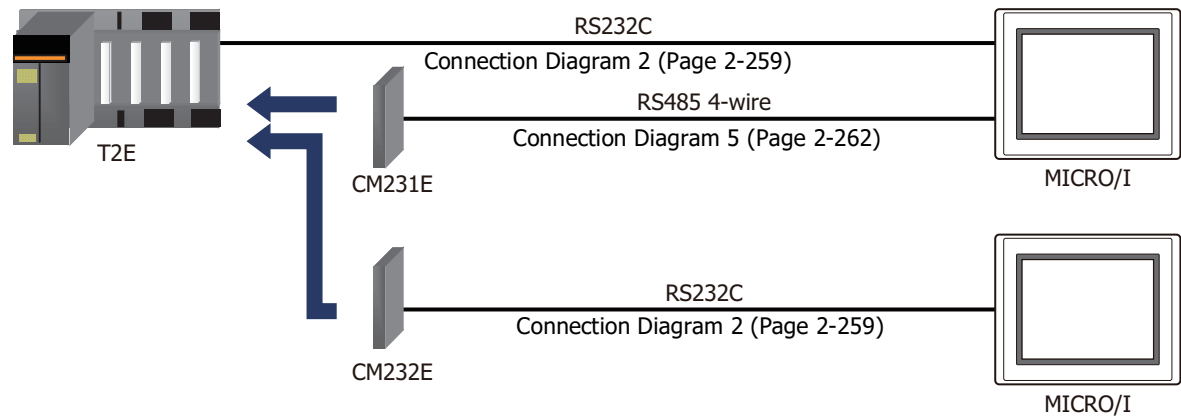 RS232C
Connection Diagram 2 (Page 2-259)
RS485 4-wire
Connection Diagram 5 (Page 2-262)
T2E
CM231E
MICRO/I
RS232C
Connection Diagram 2 (Page 2-259)
CM232E
MICRO/I